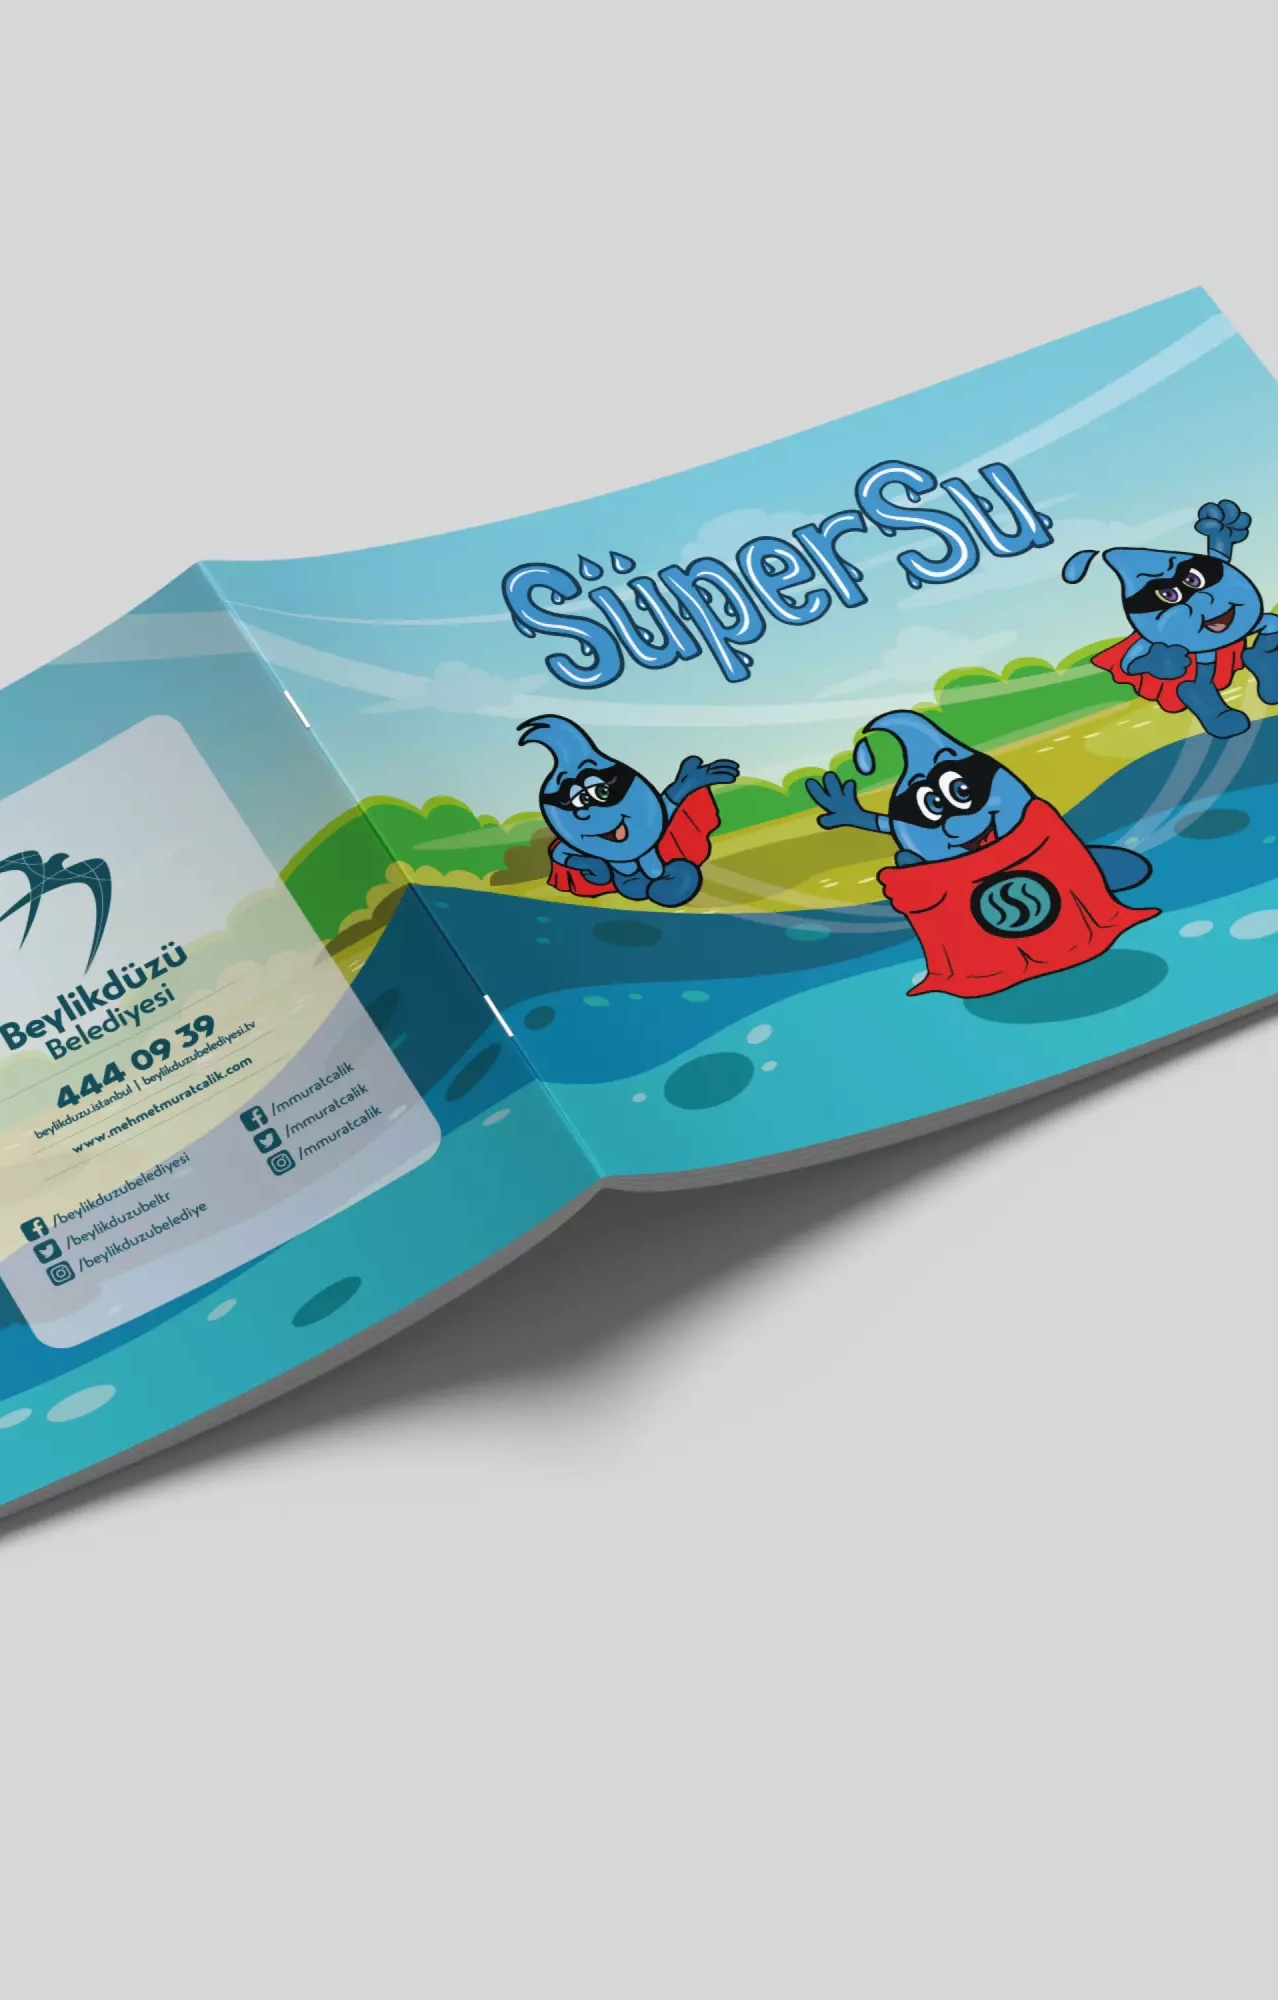 SüperSu
Beylikdüzü
Belediyesi
444 09 39
beylikduzu.istanbul | beylikduzubelediyesi.tv
www.mehmetmuratcalik.com
/beylikduzubelediyesi
/beylikduzubeltr
/beylikduzubelediye
/mmuratcalik
/mmuratcalik
/mmuratcalik